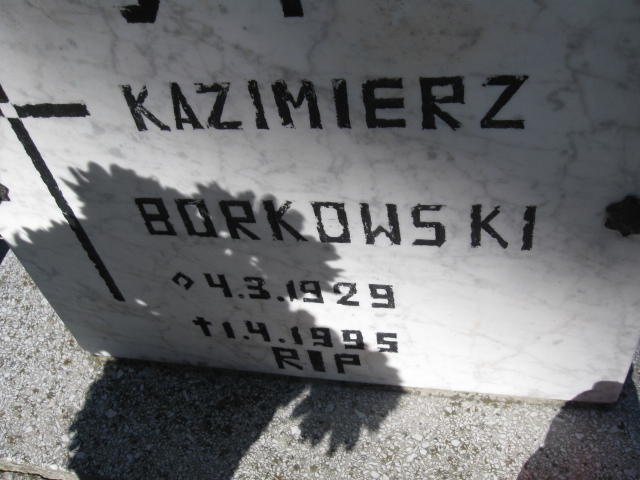 KAZIMIERZ
BORKOWSKI
4.3.1929
†1.4.1995
RIP